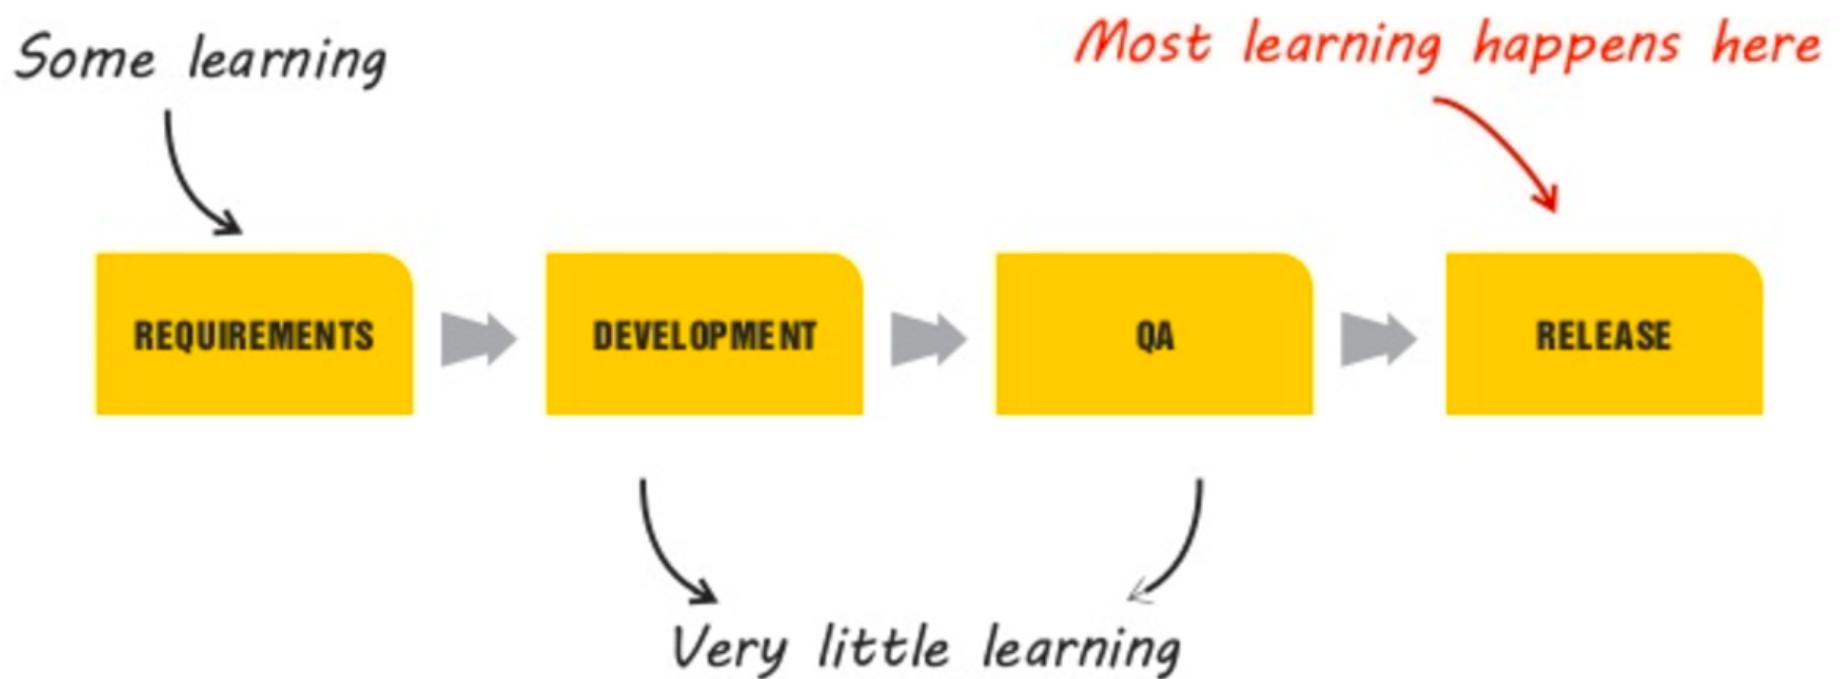 Some learning
Most learning happens here
REQUIREMENTS
DEVELOPMENT
QA
RELEASE
Very little learning